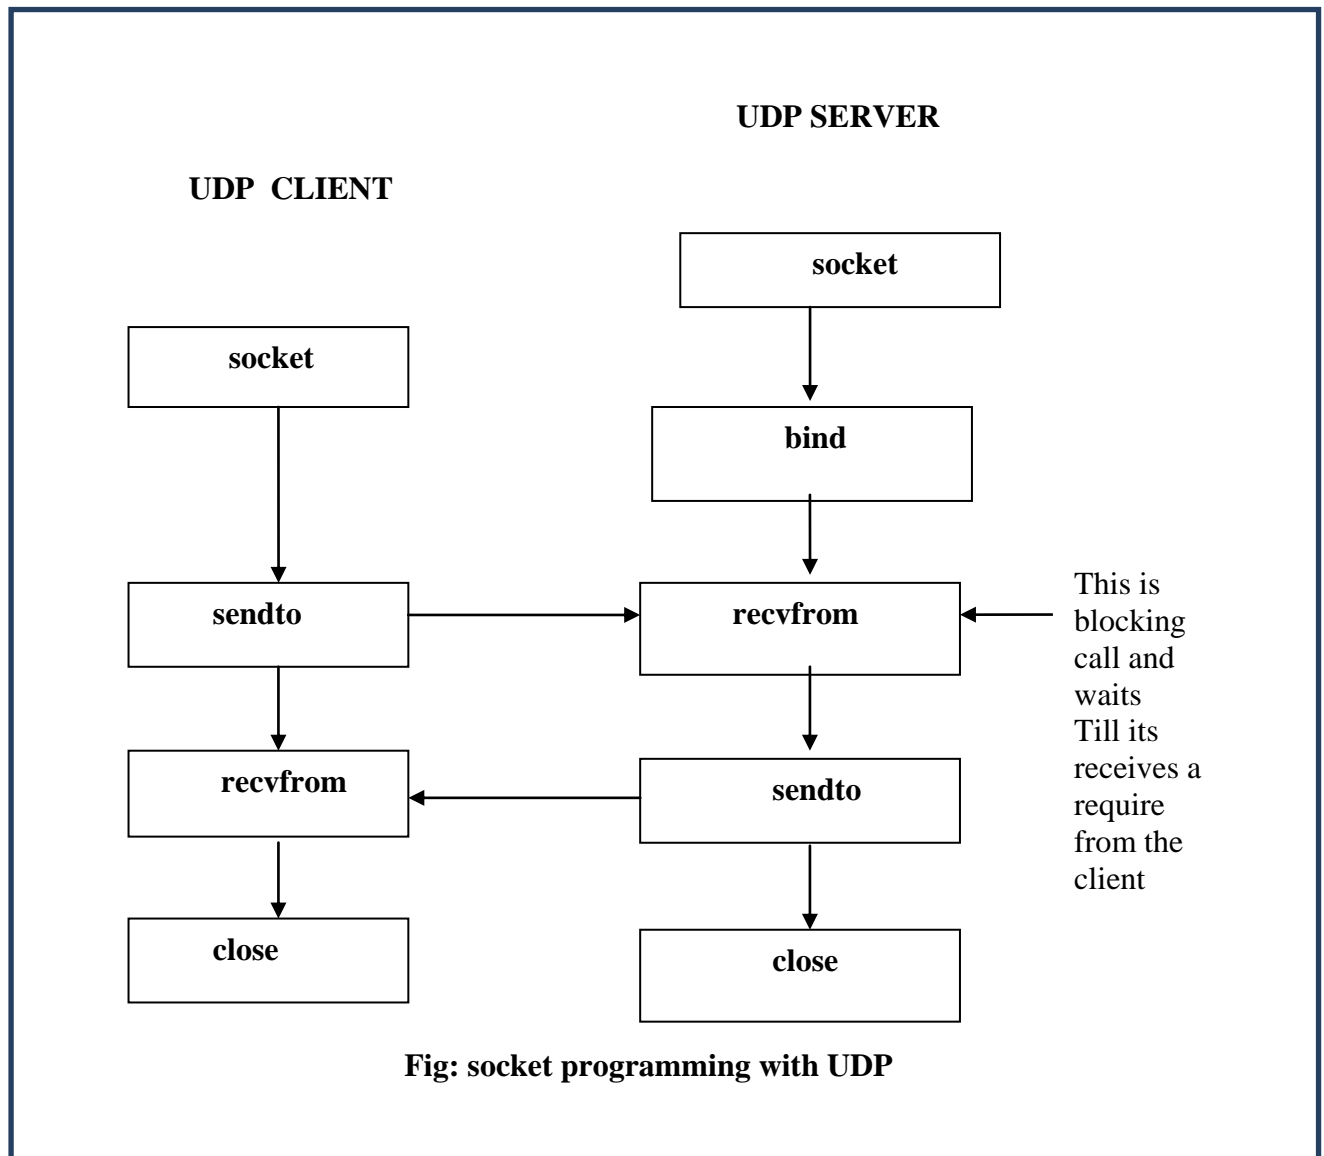 UDP SERVER
UDP CLIENT
socket
socket
bind
sendto
recvfrom
This is
blocking
call and
waits
Till its
receives a
require
from the
client
recvfrom
sendto
close
close
Fig: socket programming with UDP